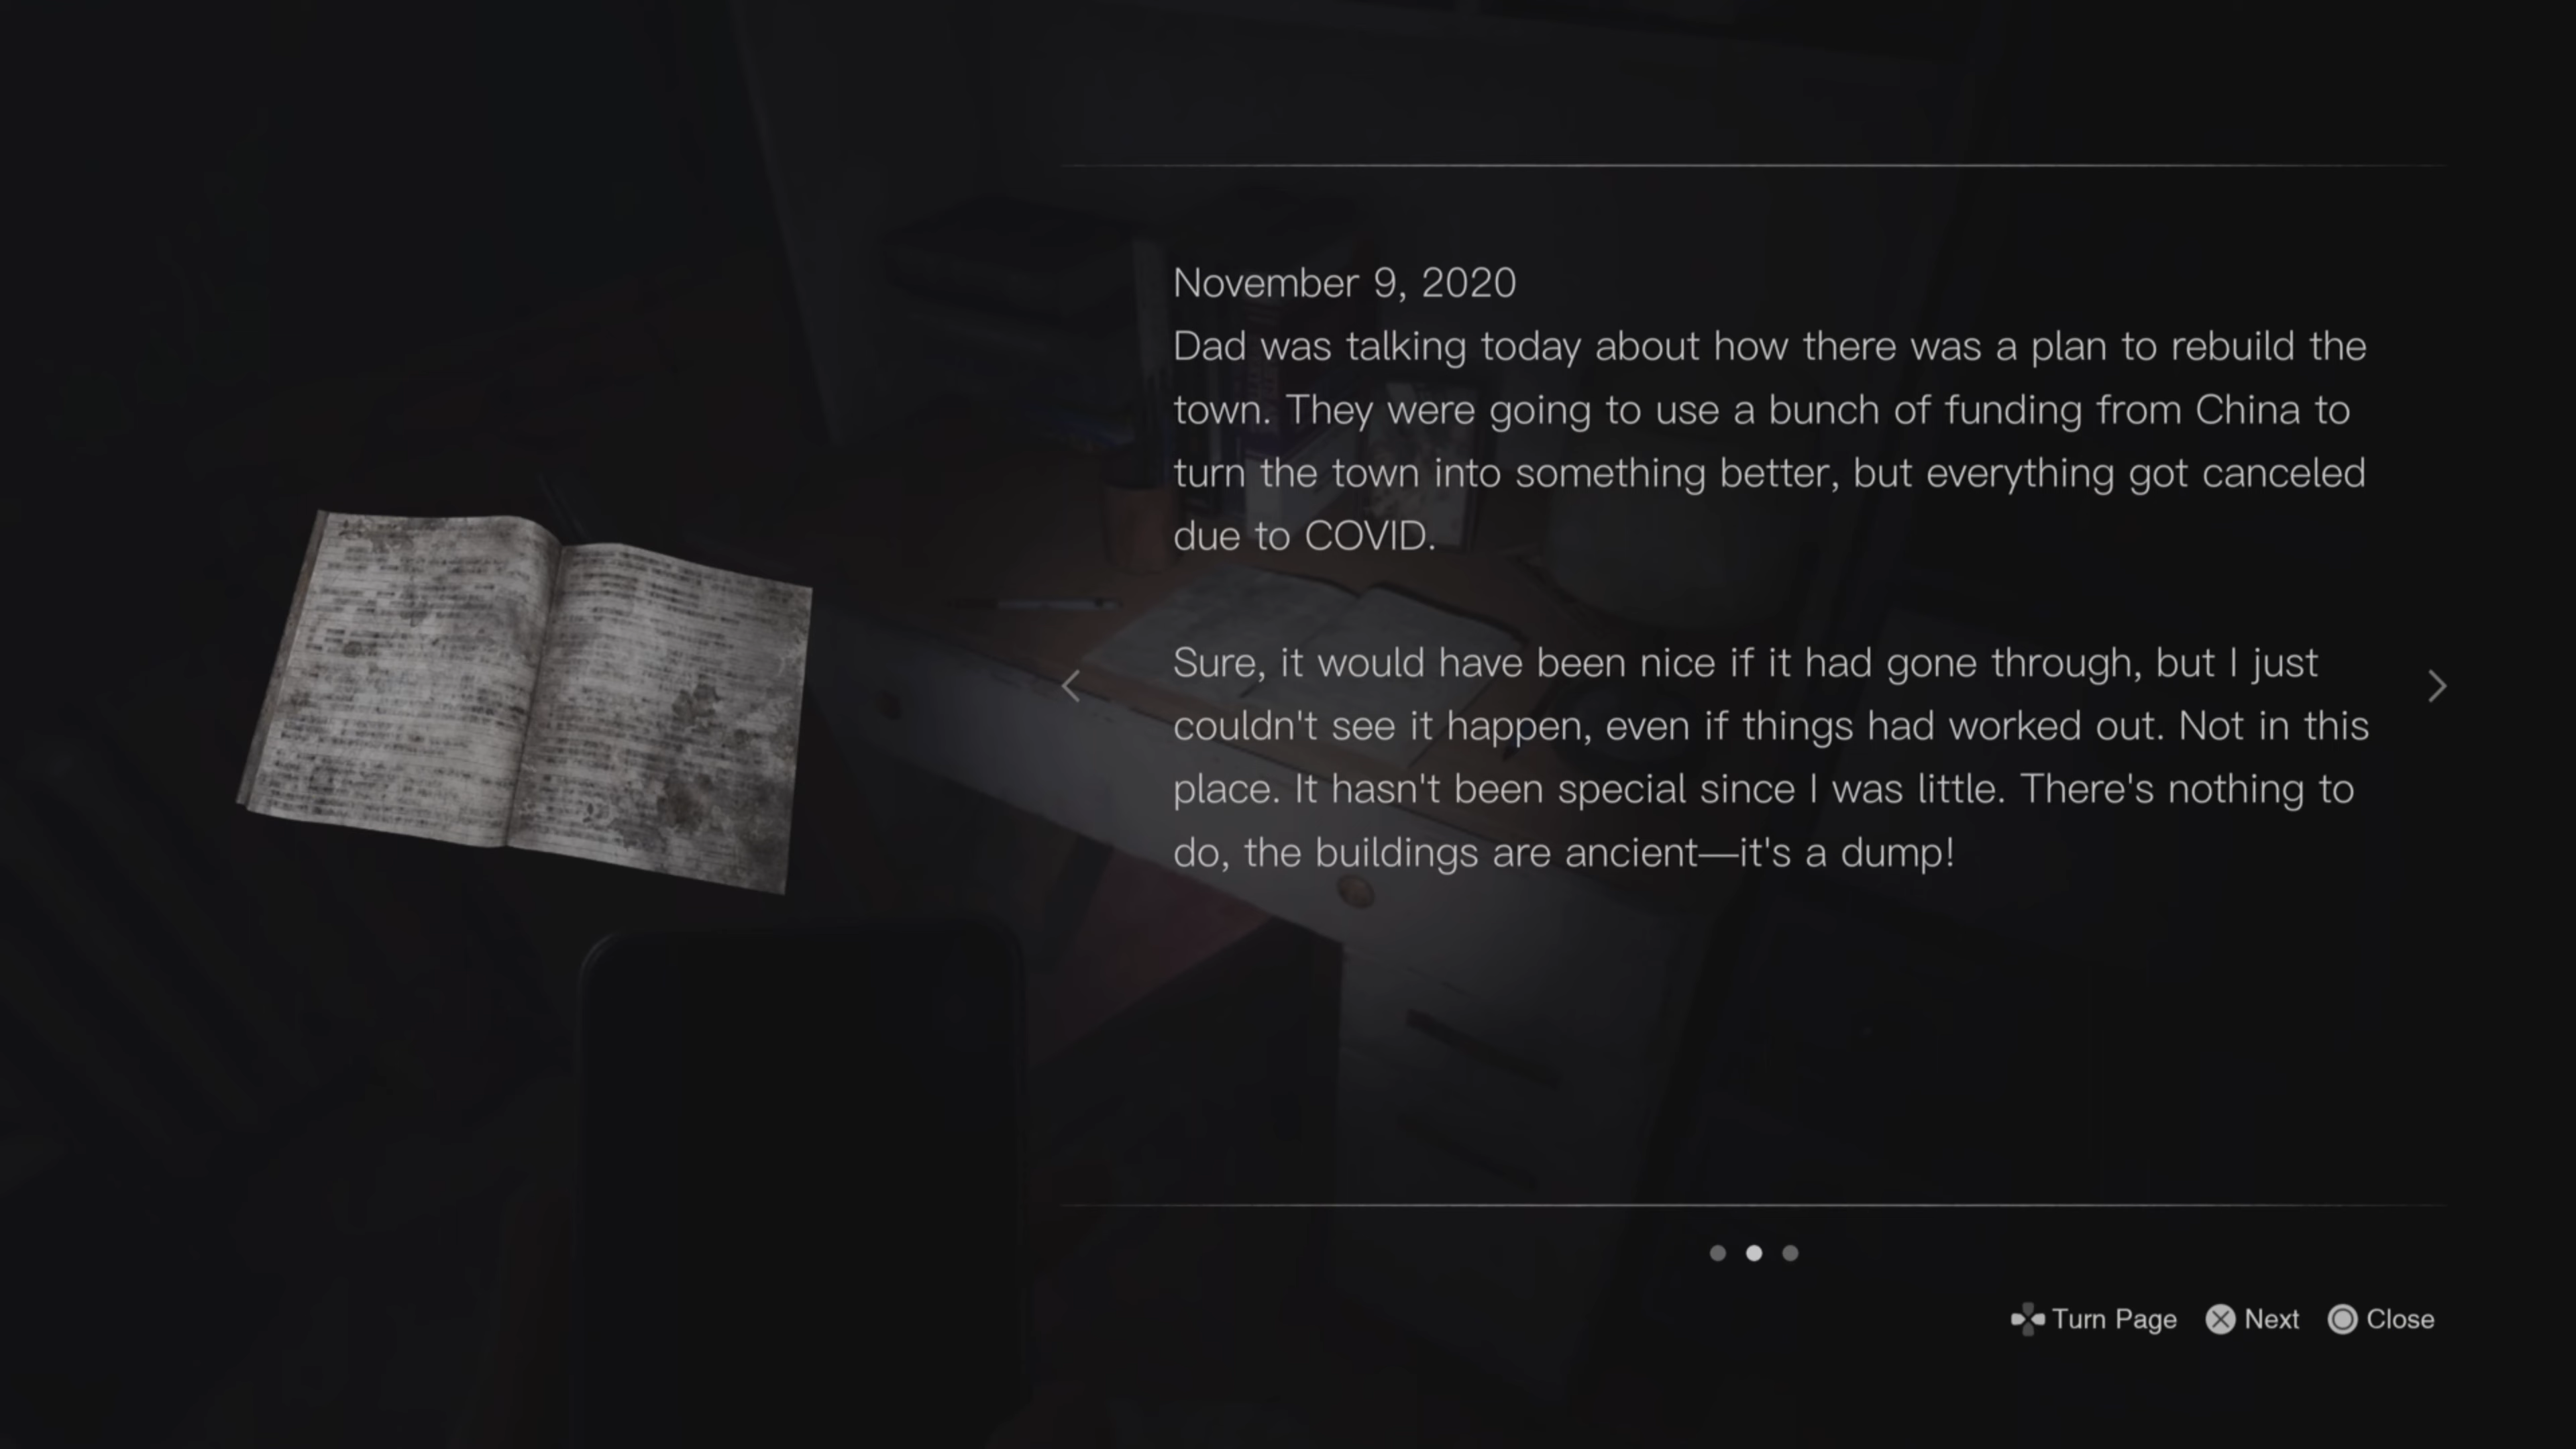 November 9, 2020
Dad was talking today about how there was a plan to rebuild the
town. They were going to use a bunch of funding from China to
turn the town into something better, but everything got canceled
due to COVID.
Sure, it would have been nice if it had gone through, but I just
couldn't see it happen, even if things had worked out. Not in this
place. It hasn't been special since I was little. There's nothing to
do, the buildings are ancient—it's a dump!
Turn Page Next Close